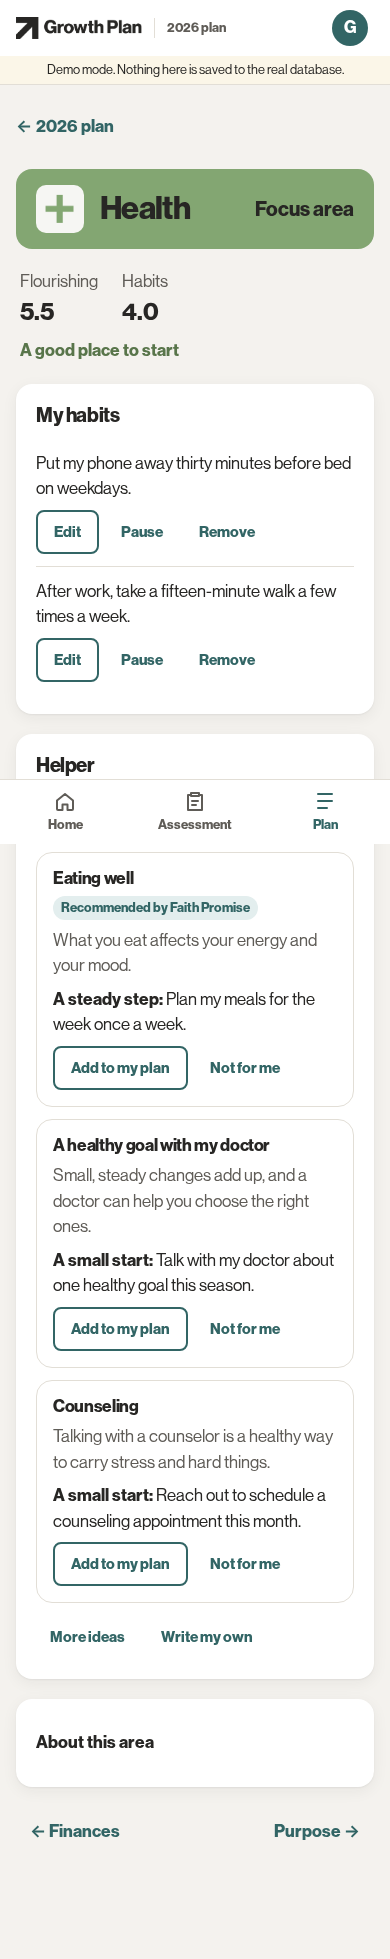 Growth Plan
2026 plan
G
Demo mode. Nothing here is saved to the real database.
← 2026 plan
Health
Focus area
Flourishing
Habits
5.5
4.0
A good place to start
My habits
Put my phone away thirty minutes before bed
on weekdays.
Edit
Pause
Remove
After work, take a fifteen-minute walk a few
times a week.
Edit
Pause
Remove
Helper
Home
Assessment
Plan
Eating well
Recommended by Faith Promise
What you eat affects your energy and
your mood.
A steady step: Plan my meals for the
week once a week.
Add to my plan
Not for me
A healthy goal with my doctor
Small, steady changes add up, and a
doctor can help you choose the right
ones.
A small start: Talk with my doctor about
one healthy goal this season.
Add to my plan
Not for me
Counseling
Talking with a counselor is a healthy way
to carry stress and hard things.
A small start: Reach out to schedule a
counseling appointment this month.
Add to my plan
Not for me
More ideas
Write my own
About this area
← Finances
Purpose →